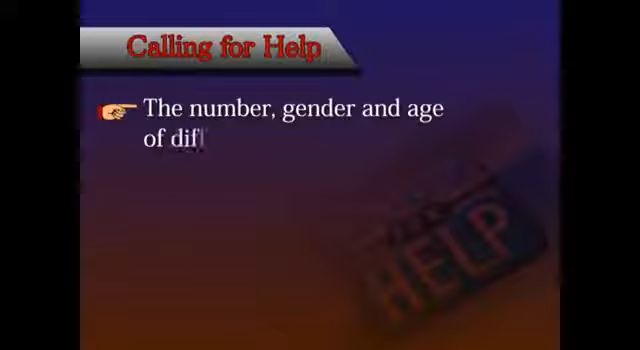 Calling for Help
The number, gender and age
of dif
HELP